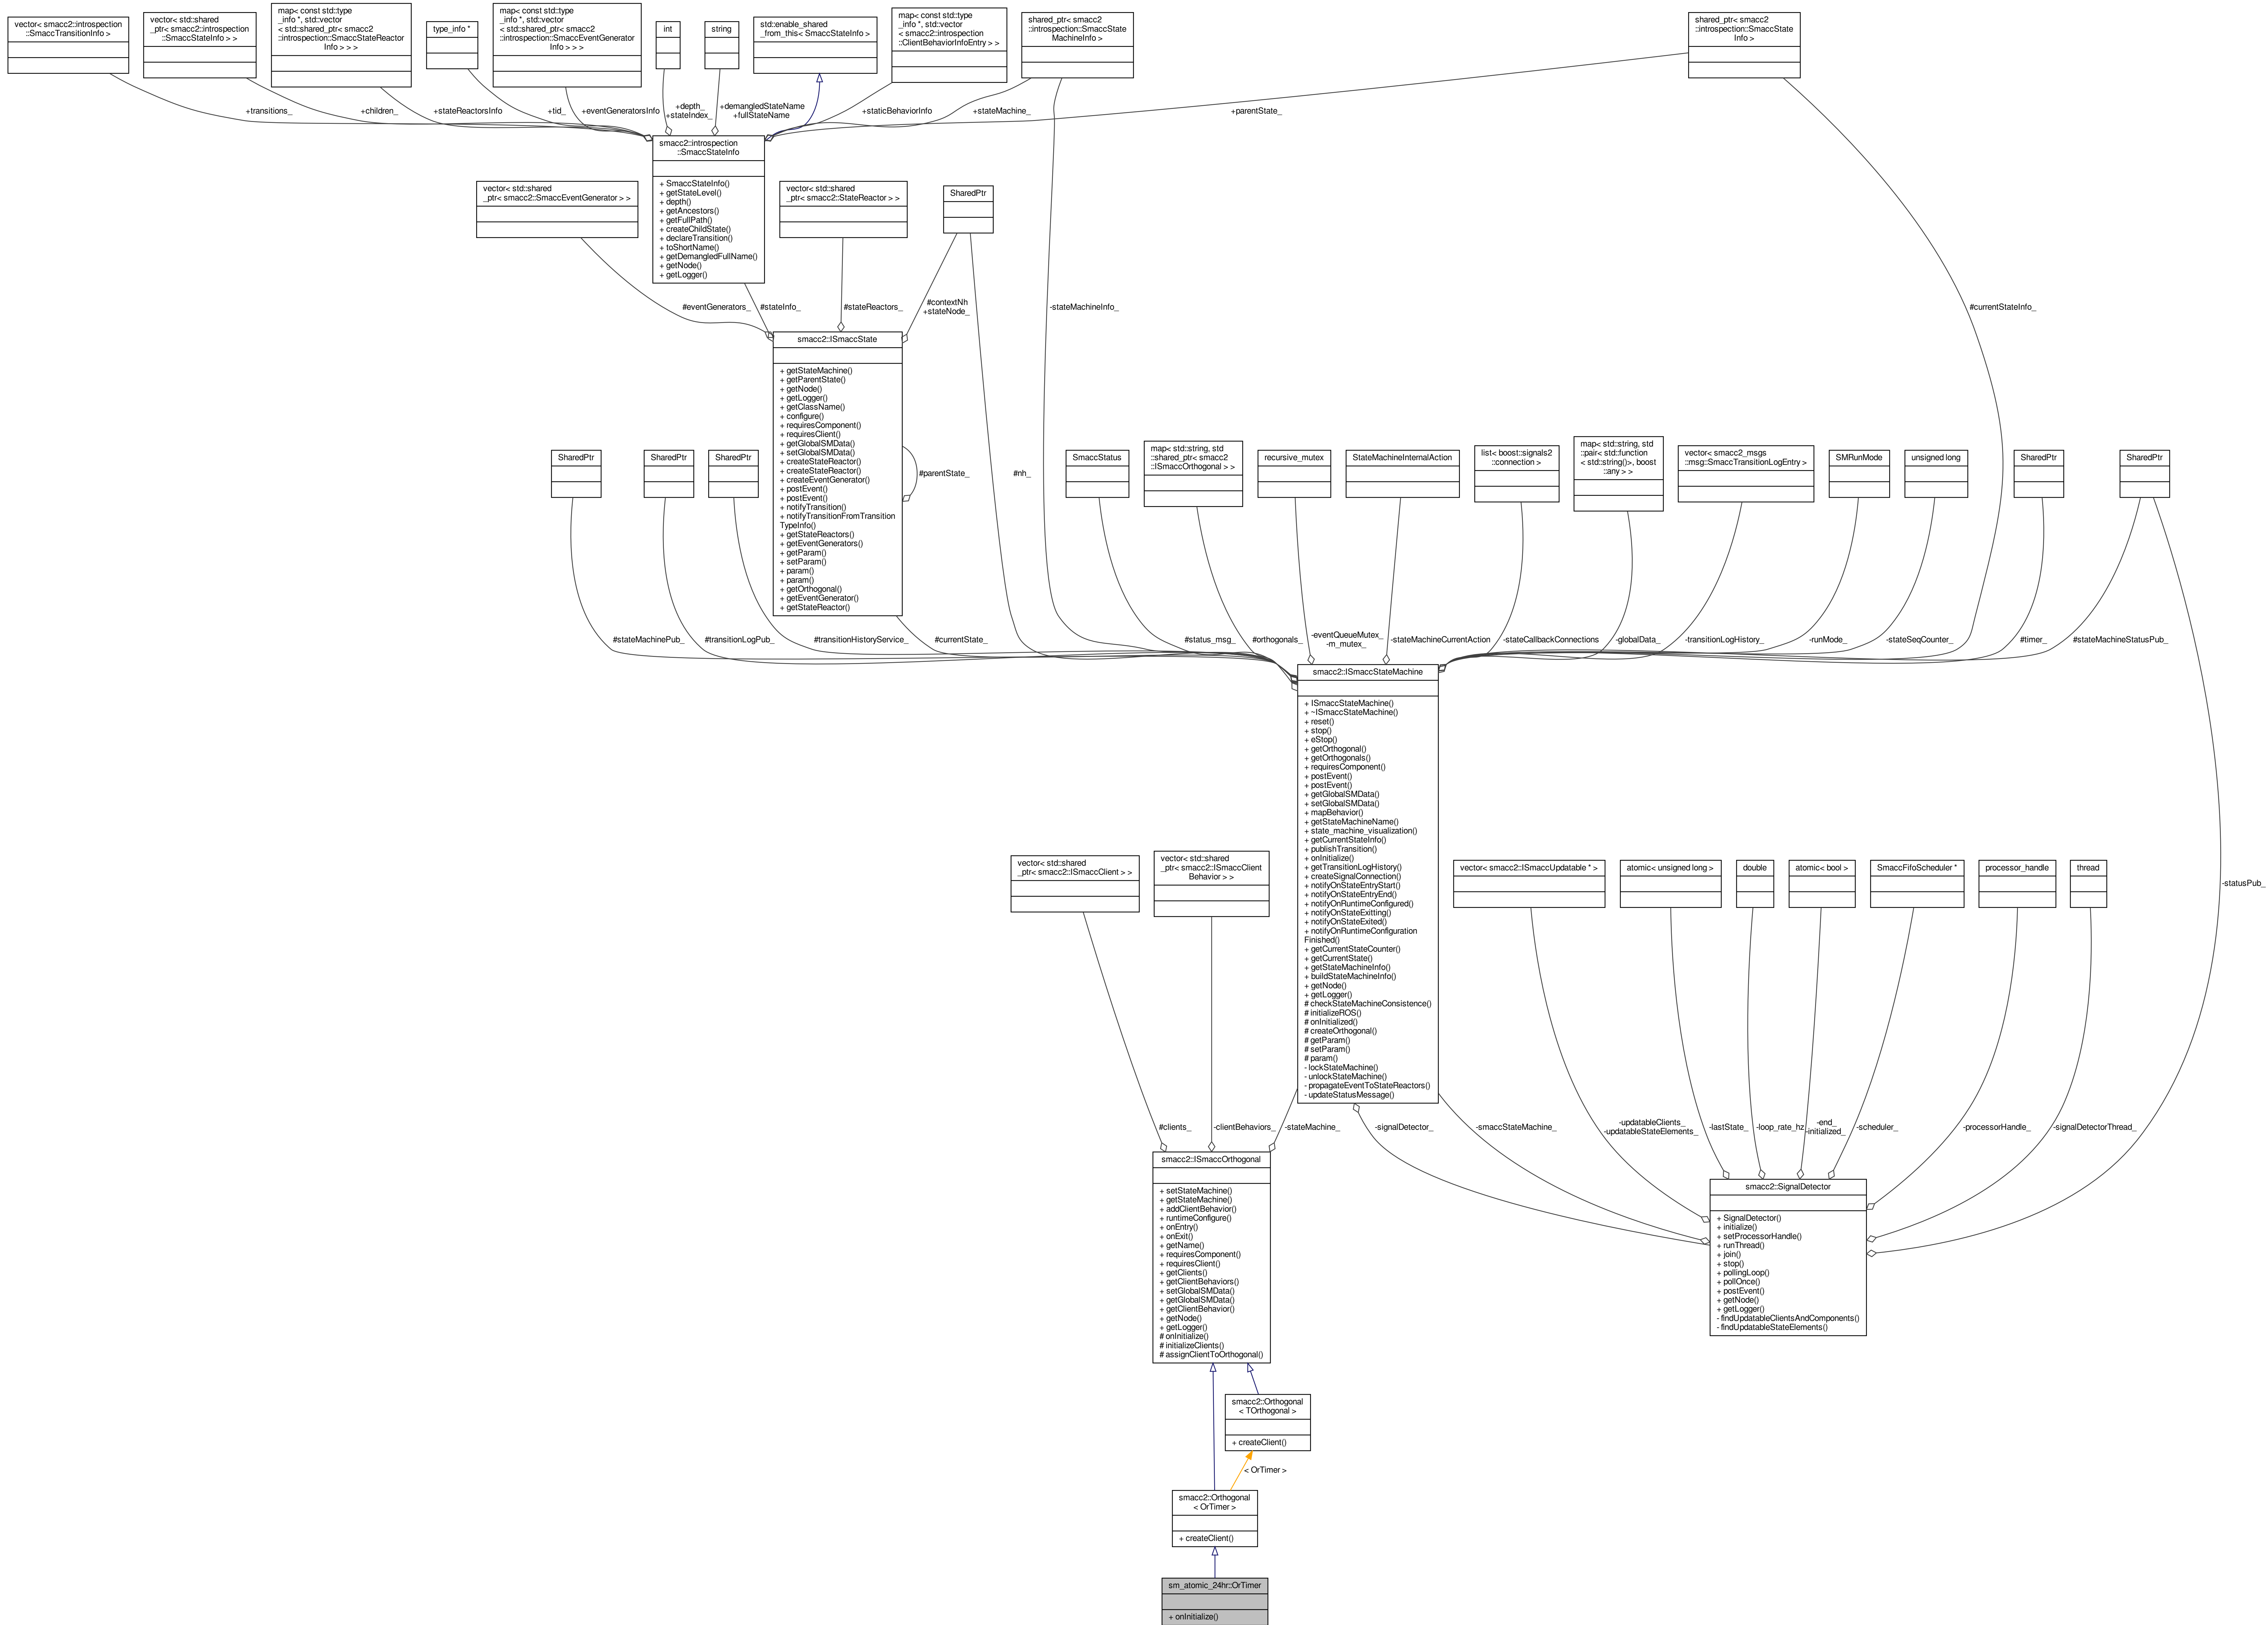 vector< smacc2::introspection
::SmaccTransitionInfo >
vector< std::shared
_ptr< smacc2::introspection
::SmaccStateInfo > >
map< const std::type
_info *, std::vector
< std::shared_ptr< smacc2
::introspection::SmaccStateReactor
Info > > >
type_info *
map< const std::type
_info *, std::vector
< std::shared_ptr< smacc2
::introspection::SmaccEventGenerator
Info > > >
int
string
std::enable_shared
_from_this< SmaccStateInfo >
map< const std::type
_info *, std::vector
< smacc2::introspection
::ClientBehaviorInfoEntry > >
shared_ptr< smacc2
::introspection::SmaccState
MachineInfo >
shared_ptr< smacc2
::introspection::SmaccState
Info >
+transitions_
+children_
+stateReactorsInfo
+tid_
+eventGeneratorsInfo
+depth_
+stateIndex_
+demangledStateName
+fullStateName
+staticBehaviorInfo
+stateMachine_
+parentState_
smacc2::introspection
::SmaccStateInfo
+ SmaccStateInfo()
+ getStateLevel()
+ depth()
+ getAncestors()
+ getFullPath()
+ createChildState()
+ declareTransition()
+ toShortName()
+ getDemangledFullName()
+ getNode()
+ getLogger()
vector< std::shared
_ptr< smacc2::SmaccEventGenerator > >
vector< std::shared
_ptr< smacc2::StateReactor > >
SharedPtr
#eventGenerators_
#stateInfo_
#stateReactors_
#contextNh
+stateNode_
-stateMachineInfo_
#currentStateInfo_
smacc2::ISmaccState
+ getStateMachine()
+ getParentState()
+ getNode()
+ getLogger()
+ getClassName()
+ configure()
+ requiresComponent()
+ requiresClient()
+ getGlobalSMData()
+ setGlobalSMData()
+ createStateReactor()
+ createStateReactor()
+ createEventGenerator()
+ postEvent()
+ postEvent()
+ notifyTransition()
+ notifyTransitionFromTransition
TypeInfo()
+ getStateReactors()
+ getEventGenerators()
+ getParam()
+ setParam()
+ param()
+ param()
+ getOrthogonal()
+ getEventGenerator()
+ getStateReactor()
#parentState_
#nh_
SharedPtr
SharedPtr
SharedPtr
SmaccStatus
map< std::string, std
::shared_ptr< smacc2
::ISmaccOrthogonal > >
recursive_mutex
StateMachineInternalAction
list< boost::signals2
::connection >
map< std::string, std
::pair< std::function
< std::string()>, boost
::any > >
vector< smacc2_msgs
::msg::SmaccTransitionLogEntry >
SMRunMode
unsigned long
SharedPtr
SharedPtr
#stateMachinePub_
#transitionLogPub_
#transitionHistoryService_
#currentState_
#status_msg_
#orthogonals_
-eventQueueMutex_
-m_mutex_
-stateMachineCurrentAction
-stateCallbackConnections
-globalData_
-transitionLogHistory_
-runMode_
-stateSeqCounter_
#timer_
#stateMachineStatusPub_
smacc2::ISmaccStateMachine
+ ISmaccStateMachine()
+ ~ISmaccStateMachine()
+ reset()
+ stop()
+ eStop()
+ getOrthogonal()
+ getOrthogonals()
+ requiresComponent()
+ postEvent()
+ postEvent()
+ getGlobalSMData()
+ setGlobalSMData()
+ mapBehavior()
+ getStateMachineName()
+ state_machine_visualization()
+ getCurrentStateInfo()
+ publishTransition()
+ onInitialize()
+ getTransitionLogHistory()
+ createSignalConnection()
+ notifyOnStateEntryStart()
+ notifyOnStateEntryEnd()
+ notifyOnRuntimeConfigured()
+ notifyOnStateExitting()
+ notifyOnStateExited()
+ notifyOnRuntimeConfiguration
Finished()
+ getCurrentStateCounter()
+ getCurrentState()
+ getStateMachineInfo()
+ buildStateMachineInfo()
+ getNode()
+ getLogger()
# checkStateMachineConsistence()
# initializeROS()
# onInitialized()
# createOrthogonal()
# getParam()
# setParam()
# param()
- lockStateMachine()
- unlockStateMachine()
- propagateEventToStateReactors()
- updateStatusMessage()
vector< std::shared
_ptr< smacc2::ISmaccClient > >
vector< std::shared
_ptr< smacc2::ISmaccClient
Behavior > >
vector< smacc2::ISmaccUpdatable * >
atomic< unsigned long >
double
atomic< bool >
SmaccFifoScheduler *
processor_handle
thread
-statusPub_
#clients_
-clientBehaviors_
-stateMachine_
-signalDetector_
-smaccStateMachine_
-updatableClients_
-updatableStateElements_
-lastState_
-loop_rate_hz
-end_
-initialized_
-scheduler_
-processorHandle_
-signalDetectorThread_
smacc2::ISmaccOrthogonal
+ setStateMachine()
+ getStateMachine()
+ addClientBehavior()
+ runtimeConfigure()
+ onEntry()
+ onExit()
+ getName()
+ requiresComponent()
+ requiresClient()
+ getClients()
+ getClientBehaviors()
+ setGlobalSMData()
+ getGlobalSMData()
+ getClientBehavior()
+ getNode()
+ getLogger()
# onInitialize()
# initializeClients()
# assignClientToOrthogonal()
smacc2::SignalDetector
+ SignalDetector()
+ initialize()
+ setProcessorHandle()
+ runThread()
+ join()
+ stop()
+ pollingLoop()
+ pollOnce()
+ postEvent()
+ getNode()
+ getLogger()
- findUpdatableClientsAndComponents()
- findUpdatableStateElements()
smacc2::Orthogonal
< TOrthogonal >
+ createClient()
< OrTimer >
smacc2::Orthogonal
< OrTimer >
+ createClient()
sm_atomic_24hr::OrTimer
+ onInitialize()